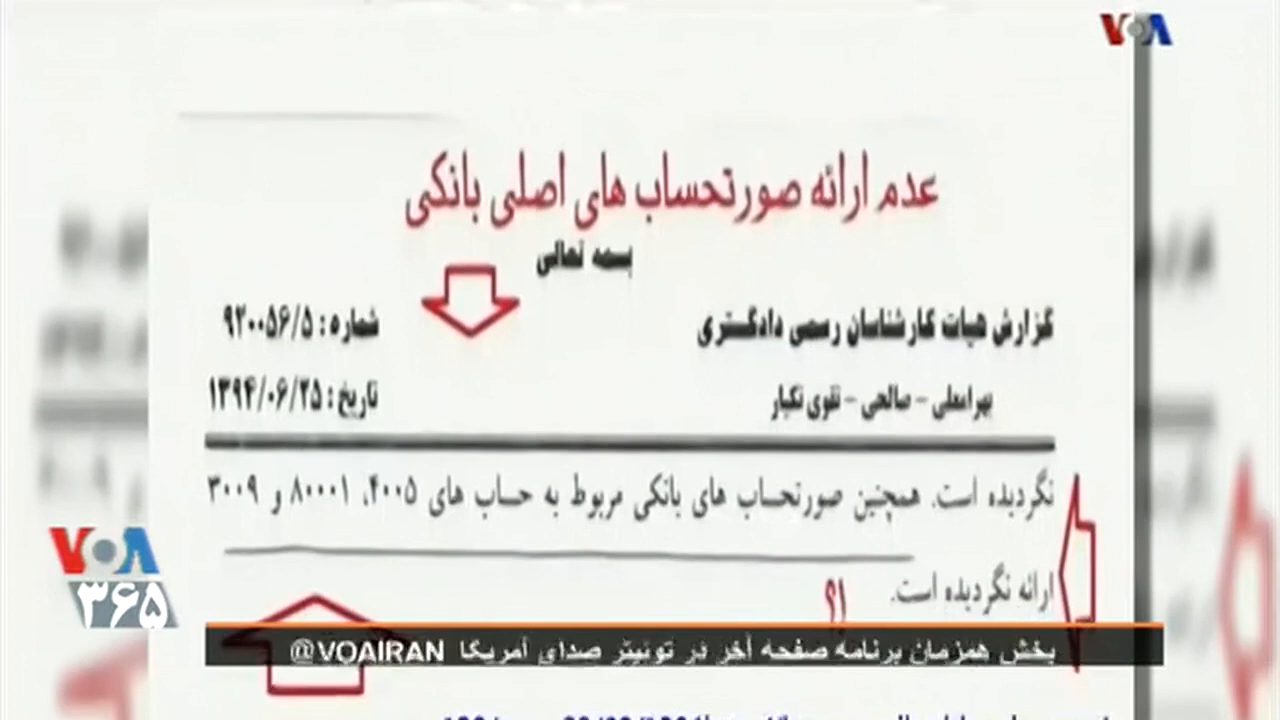 VOA
عدم ارائه صورتحساب های اصلی بانکی
بسمه تعالی
گزارش هیات کارشناسان رسمی دادگستری
شماره : ۹۲۰۰۵۶/۵
بهرامعلی - صالحی - تقوی تکیار
تاریخ : ۱۳۹۴/۰۶/۲۵
نگردیده است. همچنین صورتحساب های بانکی مربوط به حساب های ۴۰۰۵، ۸۰۰۰۱ و ۳۰۰۹
ارائه نگردیده است. ؟!
VOA
۳۶۵
پخش همزمان برنامه صفحه آخر در توئیتر صدای آمریکا @VOAIRAN